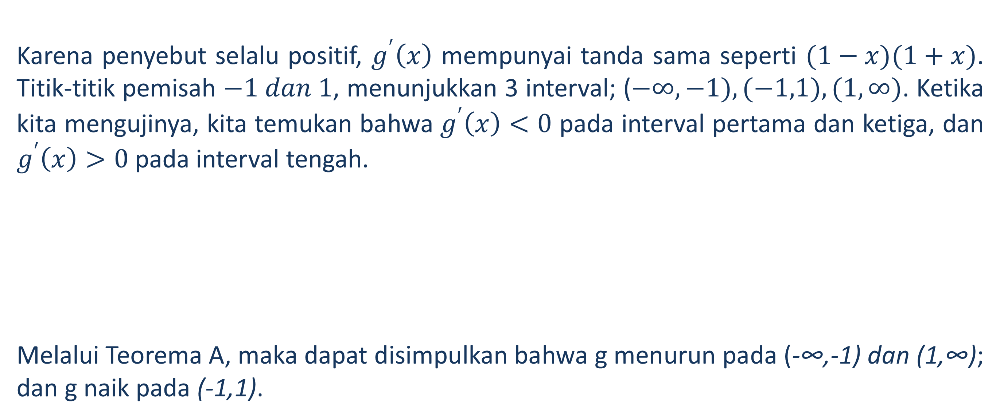 Karena penyebut selalu positif, g′(x) mempunyai tanda sama seperti (1 − x)(1 + x).
Titik-titik pemisah −1 dan 1, menunjukkan 3 interval; (−∞, −1), (−1,1), (1, ∞). Ketika
kita mengujinya, kita temukan bahwa g′(x) < 0 pada interval pertama dan ketiga, dan
g′(x) > 0 pada interval tengah.
Melalui Teorema A, maka dapat disimpulkan bahwa g menurun pada (-∞,-1) dan (1,∞);
dan g naik pada (-1,1).